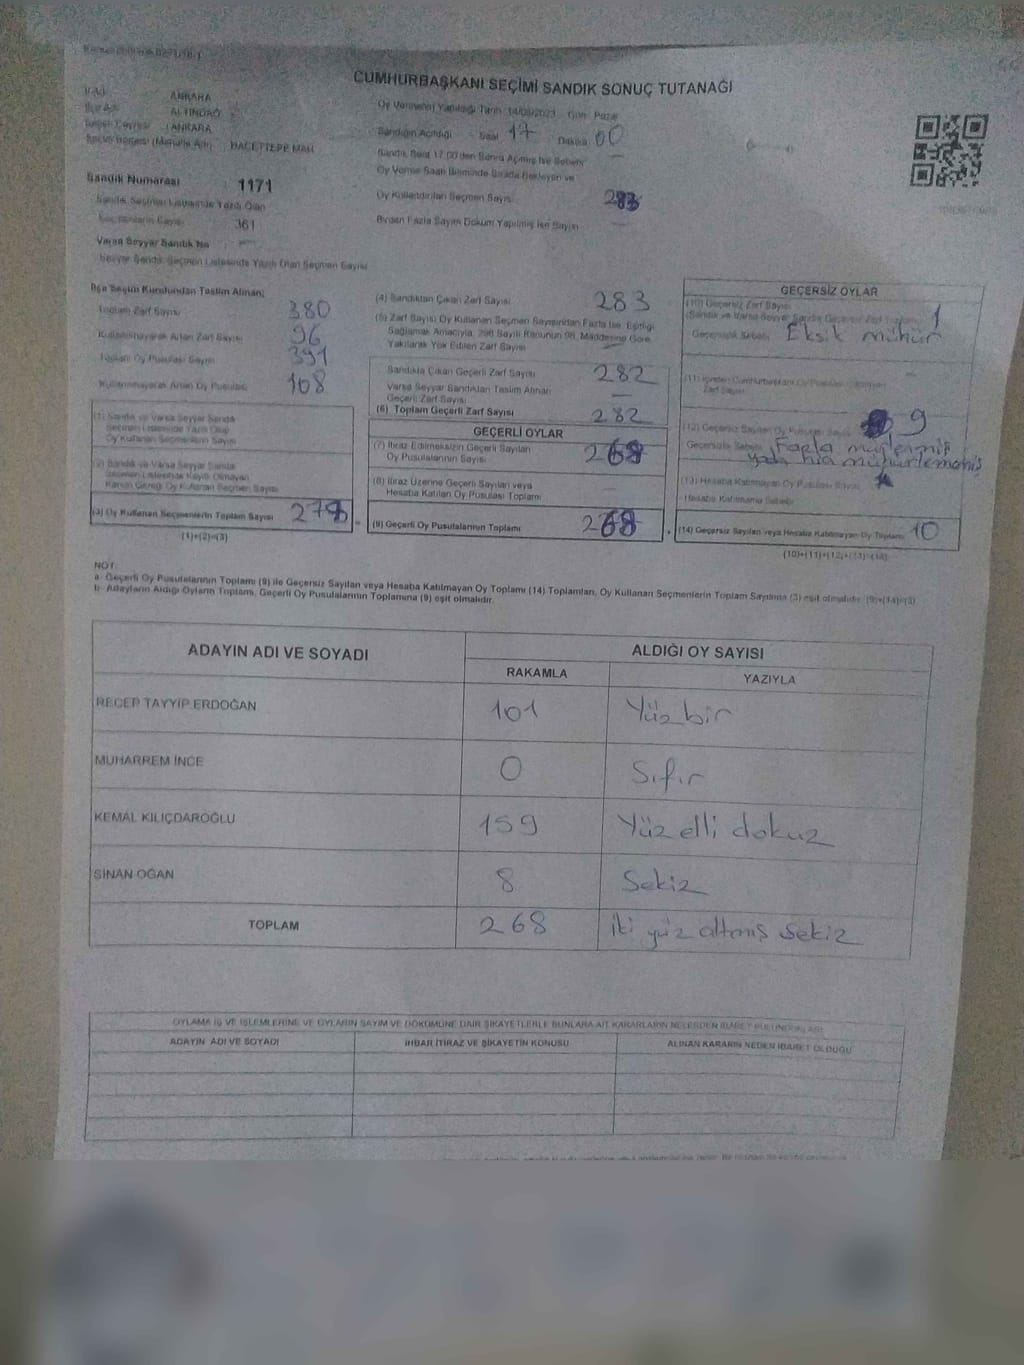 CUMHURBAŞKANI SEÇİMİ SANDIK SONUÇ TUTANAĞI
İli Adı : ANKARA
İlçe Adı : ALTINDAĞ
Seçim Çevresi : ANKARA
Seçim Bölgesi (Mahalle Adı) : HACETTEPE MAH.
Oy Vermenin Yapıldığı Tarih 14/05/2023 Gün Pazar
Sandığın Açıldığı Saat 17 Dakika 00
Sandık Saat 17.00'den Sonra Açılmış İse Sebebi —
Oy Verme Saati Bitiminde Sırada Bekleyen ve
Oy Kullandırılan Seçmen Sayısı
Birden Fazla Sayım Döküm Yapılmış İse Sayısı —
Sandık Numarası : 1171
Sandık Seçmen Listesinde Yazılı Olan
Seçmenlerin Sayısı : 361
Varsa Seyyar Sandık No : —
Seyyar Sandık Seçmen Listesinde Yazılı Olan Seçmen Sayısı
İlçe Seçim Kurulundan Teslim Alınan;
Toplam Zarf Sayısı 380
Kullanılmayarak Artan Zarf Sayısı 96
Toplam Oy Pusulası Sayısı 391
Kullanılmayarak Artan Oy Pusulası 108
(1) Sandık ve Varsa Seyyar Sandık
Seçmen Listesinde Yazılı Olup
Oy Kullanan Seçmenlerin Sayısı
(2) Sandık ve Varsa Seyyar Sandık
Seçmen Listesinde Kayıtlı Olmayan
Kanun Gereği Oy Kullanan Seçmen Sayısı
(3) Oy Kullanan Seçmenlerin Toplam Sayısı 278
(1)+(2)=(3)
(4) Sandıktan Çıkan Zarf Sayısı 283
(5) Zarf Sayısı Oy Kullanan Seçmen Sayısından Fazla İse, Eşitliği
Sağlamak Amacıyla, 298 Sayılı Kanunun 98. Maddesine Göre
Yakılarak Yok Edilen Zarf Sayısı —
Sandıkta Çıkan Geçerli Zarf Sayısı 282
Varsa Seyyar Sandıktan Teslim Alınan
Geçerli Zarf Sayısı —
(6) Toplam Geçerli Zarf Sayısı 282
GEÇERLİ OYLAR
(7) İtiraz Edilmeksizin Geçerli Sayılan
Oy Pusulalarının Sayısı 268
(8) İtiraz Üzerine Geçerli Sayılan veya
Hesaba Katılan Oy Pusulası Toplamı
(9) Geçerli Oy Pusulalarının Toplamı 268
GEÇERSİZ OYLAR
(10) Geçersiz Zarf Sayısı
(Sandık ve Varsa Seyyar Sandık Geçersiz Zarf Toplamı) 1
Geçersizlik Sebebi Eksik mühür
(11) İçinden Cumhurbaşkanı Oy Pusulası Çıkmayan
Zarf Sayısı —
(12) Geçersiz Sayılan Oy Pusulası Sayısı 9
Geçersizlik Sebebi Fazla
(13) Hesaba Katılmayan Oy Pusulası Sayısı
Hesaba Katılmama Sebebi
(14) Geçersiz Sayılan veya Hesaba Katılmayan Oy Toplamı 10
(10)+(11)+(12)+(13)=(14)
NOT:
a- Geçerli Oy Pusulalarının Toplamı (9) ile Geçersiz Sayılan veya Hesaba Katılmayan Oy Toplamı (14) Toplamları, Oy Kullanan Seçmenlerin Toplam Sayısına (3) eşit olmalıdır. (9)+(14)=(3)
b- Adayların Aldığı Oyların Toplamı, Geçerli Oy Pusulalarının Toplamına (9) eşit olmalıdır.
ADAYIN ADI VE SOYADI ALDIĞI OY SAYISI
RAKAMLA YAZIYLA
RECEP TAYYİP ERDOĞAN 101 Yüz bir
MUHARREM İNCE 0 Sıfır
KEMAL KILIÇDAROĞLU 159 Yüz elli dokuz
SİNAN OĞAN 8 Sekiz
TOPLAM 268 iki yüz altmış sekiz
OYLAMA İŞ VE İŞLEMLERİNE VE OYLARIN SAYIM VE DÖKÜMÜNE DAİR ŞİKAYETLERLE BUNLARA AİT KARARLARIN NELERDEN İBARET BULUNDUKLARI
ADAYIN ADI VE SOYADI İHBAR İTİRAZ VE ŞİKAYETİN KONUSU ALINAN KARARIN NEDEN İBARET OLDUĞU